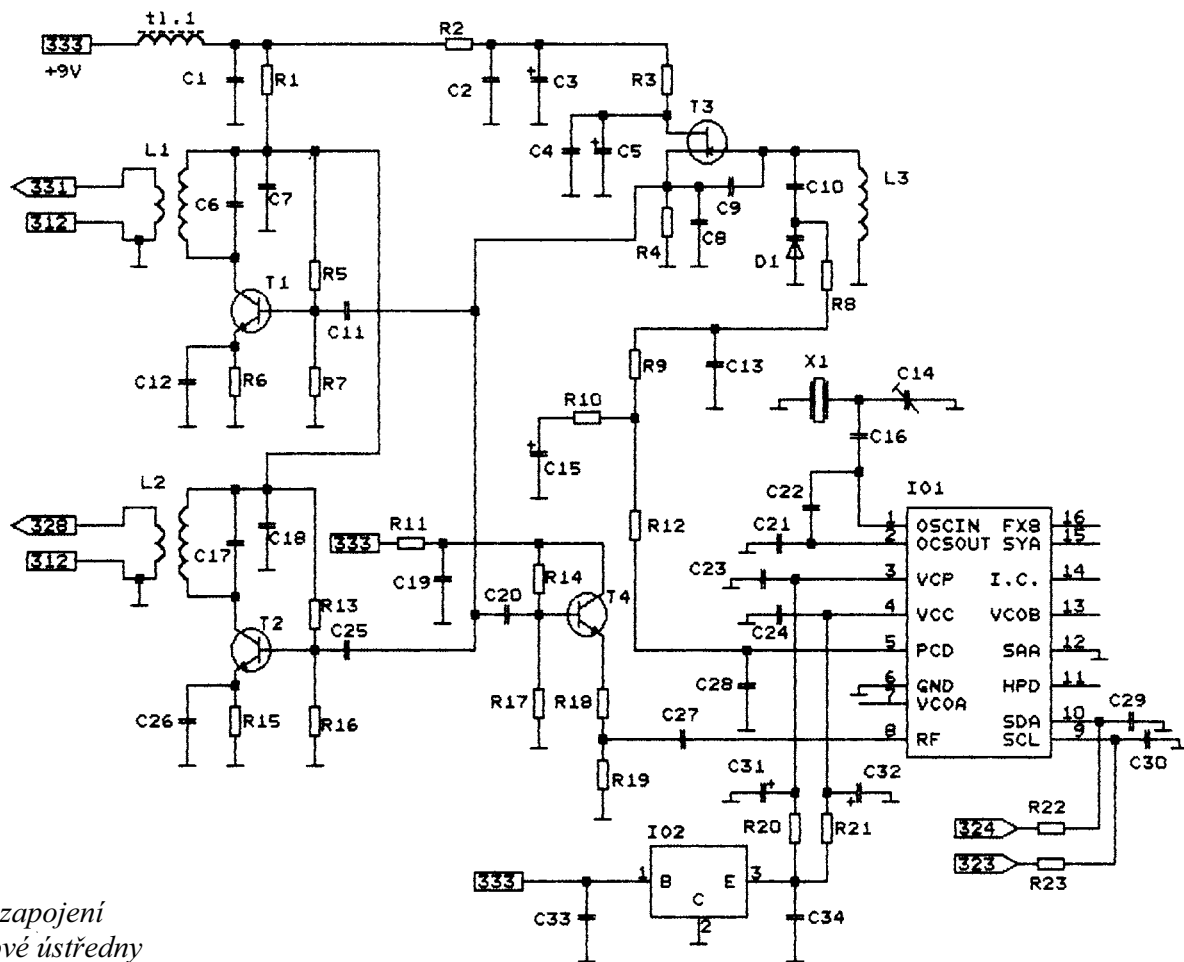 tl.1
333
+9V
C1
R1
R2
C2
C3
R3
T3
C4
C5
L1
331
312
C6
C7
R5
R4
C8
C9
C10
L3
D1
R8
T1
C11
C12
R6
R7
R9
C13
X1
C14
R10
C15
C16
L2
328
312
C17
C18
R11
333
C19
R14
C20
T4
R12
C22
C21
C23
C24
IO1
1 OSCIN FX8 16
2 OCSOUT SYA 15
3 VCP I.C. 14
4 VCC VCOB 13
5 PCD SAA 12
6 GND HPD 11
7 VCOA
SDA 10
8 RF SCL 9
R13
T2
C25
C26
R15
R16
R17
R18
C27
C28
R19
C29
C30
C31
C32
R20
R21
R22
324
323
R23
IO2
333
1 B E 3
C
2
C33
C34
zapojení
ové ústředny